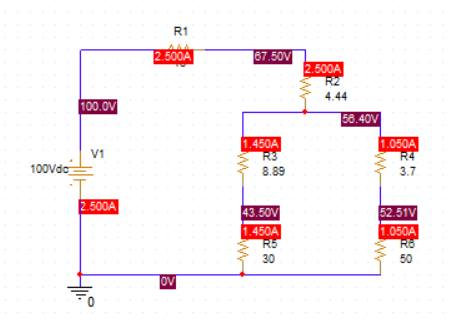 R1
2.500A
67.50V
2.500A
R2
4.44
100.0V
56.40V
1.450A
1.050A
R3
R4
8.89
3.7
V1
100Vdc
2.500A
43.50V
52.51V
1.450A
1.050A
R5
R6
30
50
0V
0